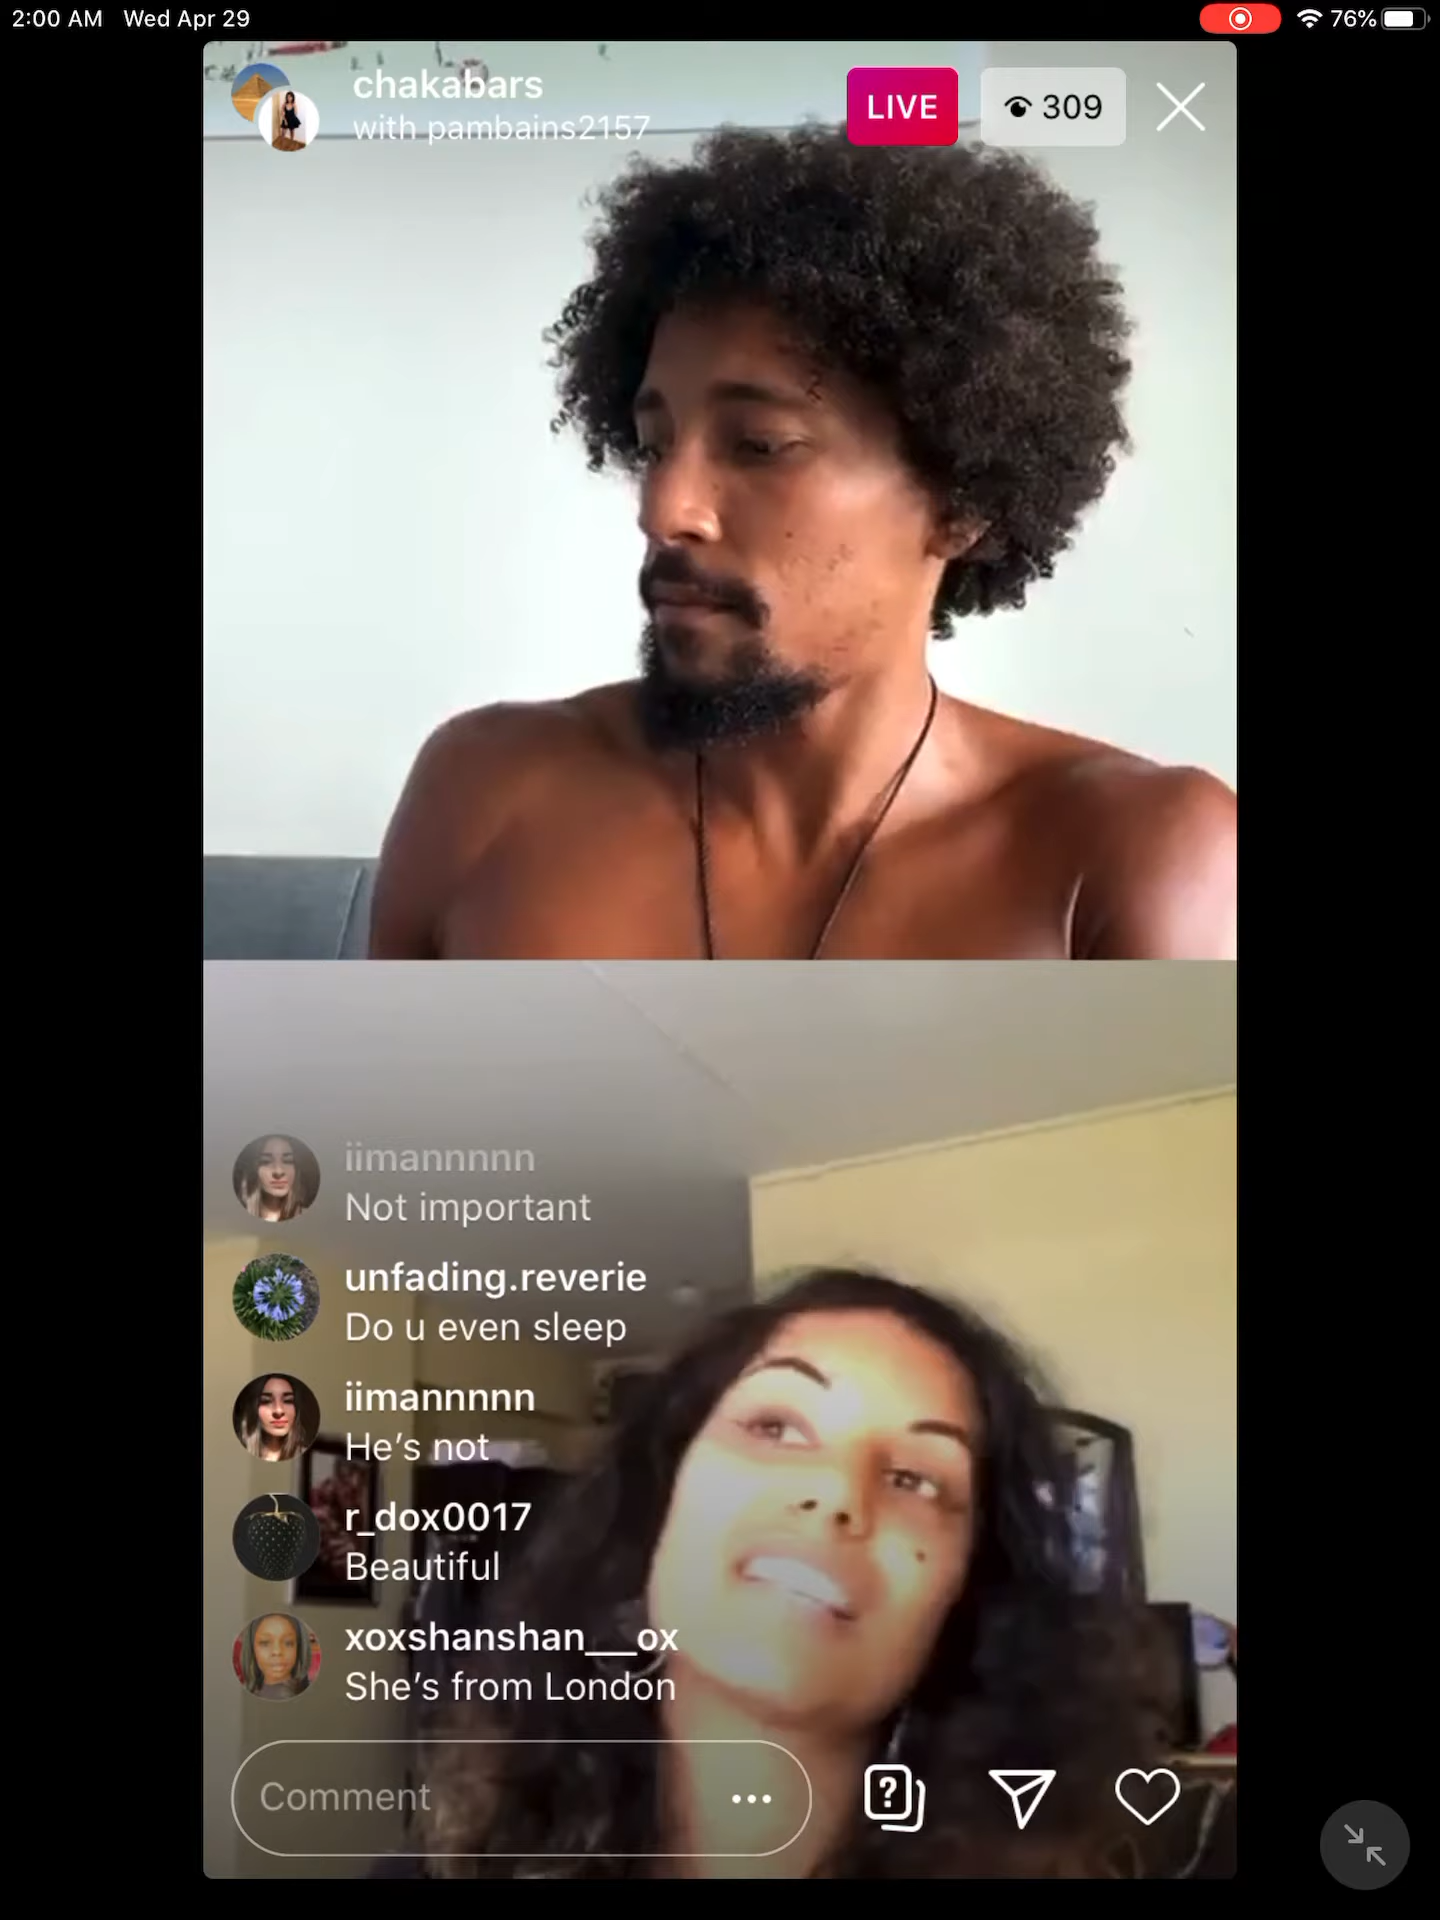 2:00 AM Wed Apr 29
76%
chakabars
with pambains2157
LIVE
309
iimannnnn
Not important
unfading.reverie
Do u even sleep
iimannnnn
He’s not
r_dox0017
Beautiful
xoxshanshan___ox
She’s from London
Comment